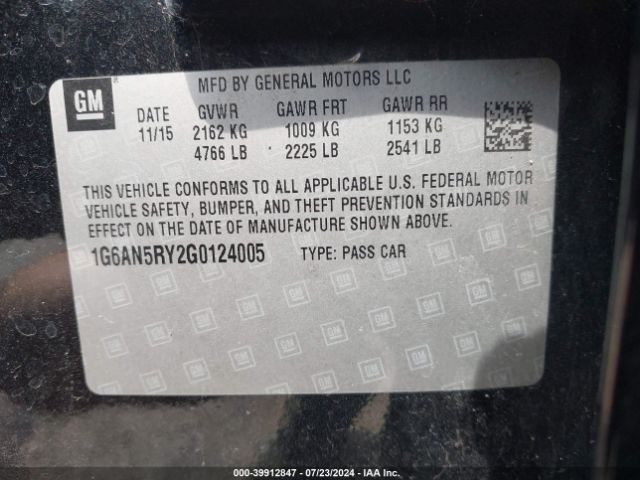 GM
MFD BY GENERAL MOTORS LLC
DATE GVWR GAWR FRT GAWR RR
11/15 2162 KG 1009 KG 1153 KG
4766 LB 2225 LB 2541 LB
THIS VEHICLE CONFORMS TO ALL APPLICABLE U.S. FEDERAL MOTOR
VEHICLE SAFETY, BUMPER, AND THEFT PREVENTION STANDARDS IN
EFFECT ON THE DATE OF MANUFACTURE SHOWN ABOVE.
1G6AN5RY2G0124005 TYPE: PASS CAR
000-39912847 - 07/23/2024 - IAA Inc.